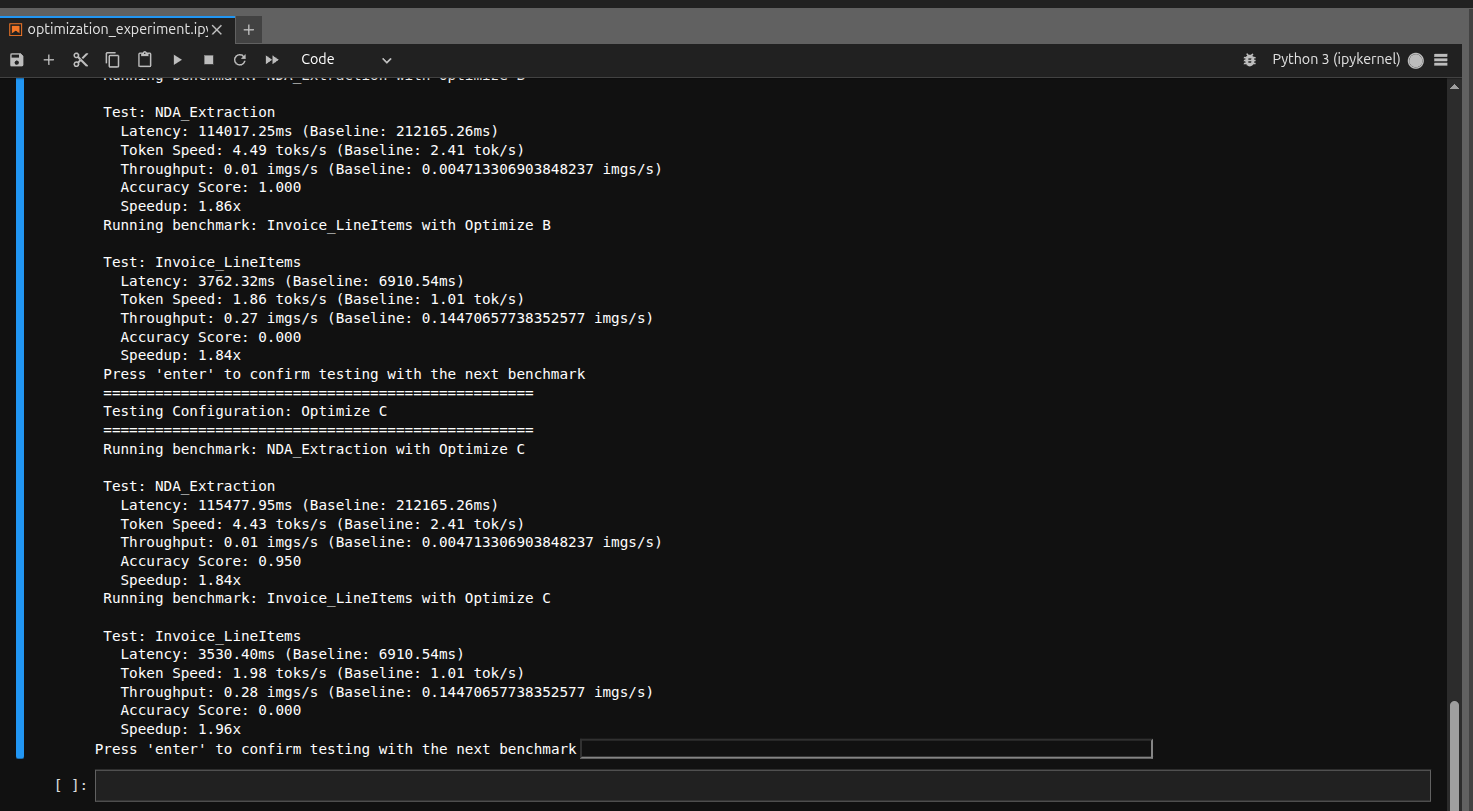 optimization_experiment.ipy
Code
Python 3 (ipykernel)
Running benchmark: NDA_Extraction with Optimize B
Test: NDA_Extraction
Latency: 114017.25ms (Baseline: 212165.26ms)
Token Speed: 4.49 toks/s (Baseline: 2.41 tok/s)
Throughput: 0.01 imgs/s (Baseline: 0.004713306903848237 imgs/s)
Accuracy Score: 1.000
Speedup: 1.86x
Running benchmark: Invoice_LineItems with Optimize B
Test: Invoice_LineItems
Latency: 3762.32ms (Baseline: 6910.54ms)
Token Speed: 1.86 toks/s (Baseline: 1.01 tok/s)
Throughput: 0.27 imgs/s (Baseline: 0.14470657738352577 imgs/s)
Accuracy Score: 0.000
Speedup: 1.84x
Press 'enter' to confirm testing with the next benchmark
==================================================
Testing Configuration: Optimize C
==================================================
Running benchmark: NDA_Extraction with Optimize C
Test: NDA_Extraction
Latency: 115477.95ms (Baseline: 212165.26ms)
Token Speed: 4.43 toks/s (Baseline: 2.41 tok/s)
Throughput: 0.01 imgs/s (Baseline: 0.004713306903848237 imgs/s)
Accuracy Score: 0.950
Speedup: 1.84x
Running benchmark: Invoice_LineItems with Optimize C
Test: Invoice_LineItems
Latency: 3530.40ms (Baseline: 6910.54ms)
Token Speed: 1.98 toks/s (Baseline: 1.01 tok/s)
Throughput: 0.28 imgs/s (Baseline: 0.14470657738352577 imgs/s)
Accuracy Score: 0.000
Speedup: 1.96x
Press 'enter' to confirm testing with the next benchmark
[ ]: